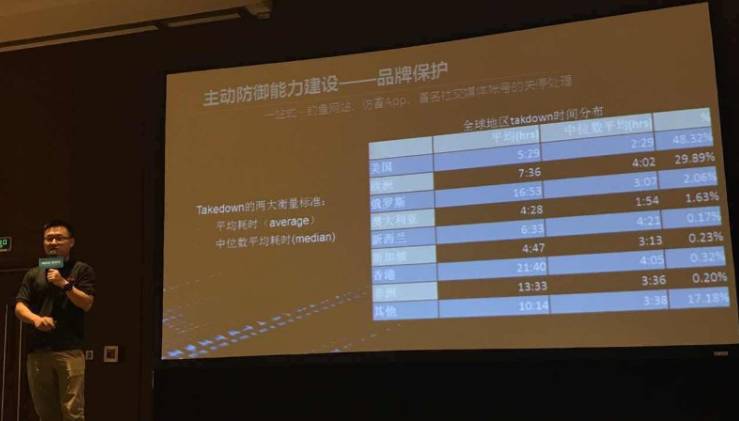 主动防御能力建设——品牌保护
一站式—钓鱼网站、仿冒App、冒名社交媒体帐号的关停处理
全球地区takdown时间分布
平均(hrs) 中位数平均(hrs) %
美国 5:29 2:29 48.32%
欧洲 7:36 4:02 29.89%
俄罗斯 16:53 3:07 2.06%
澳大利亚 4:28 1:54 1.63%
新西兰 6:33 4:21 0.17%
新加坡 4:47 3:13 0.23%
香港 21:40 4:05 0.32%
非洲 13:33 3:36 0.20%
其他 10:14 3:38 17.18%
Takedown的两大衡量标准：
平均耗时（average）
中位数平均耗时(median)